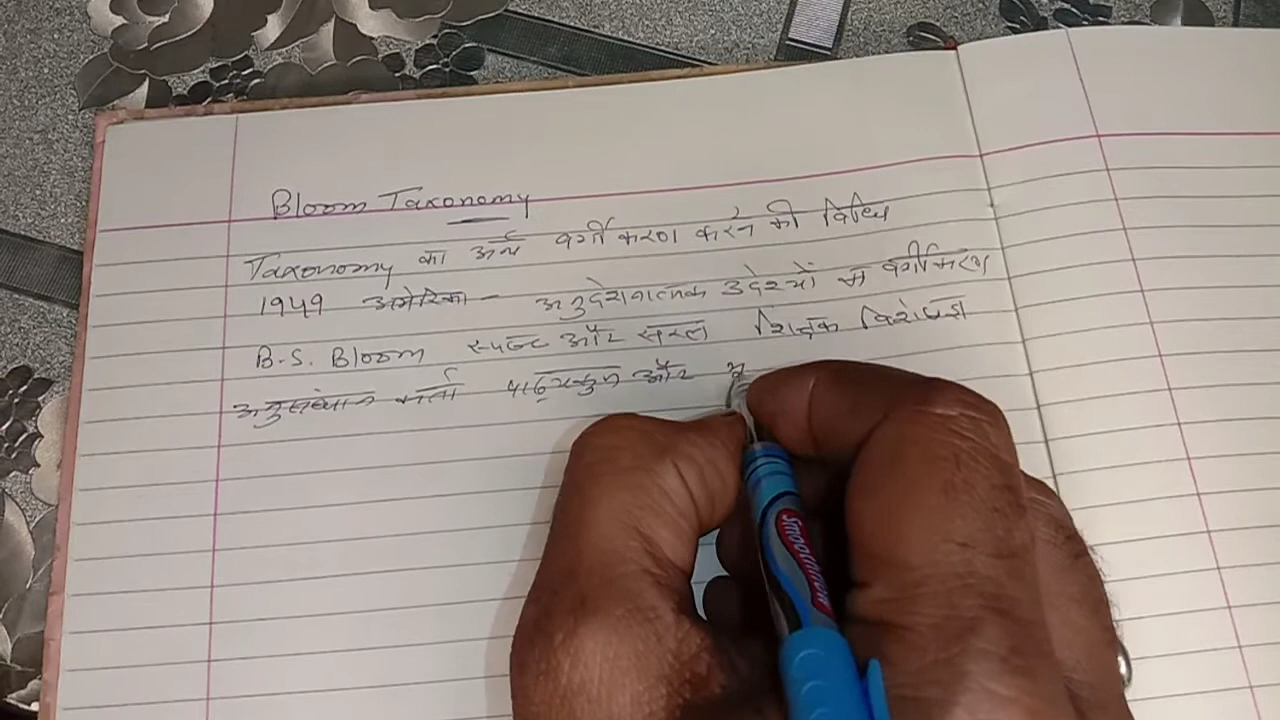 Bloom Taxonomy
Taxonomy का अर्थ वर्गीकरण करने की विधि
1949 अमेरिका - अनुदेशनात्मक उदेश्यों का वर्गीकरण
B.S. Bloom स्पष्ट और सरल शिक्षक विशेषज्ञ
अनुसंधान कर्ता पाठ्यक्रम और
Smoothmax